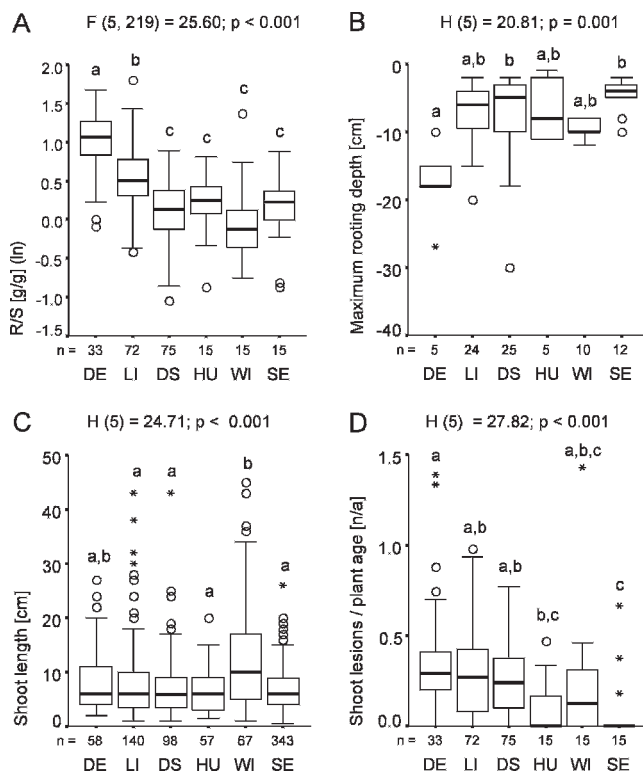 A F (5, 219) = 25.60; p < 0.001
a b c c c c
2.0
1.5
1.0
0.5
0.0
-0.5
-1.0
-1.5
R/S [g/g] (ln)
n = 33 72 75 15 15 15
DE LI DS HU WI SE
B H (5) = 20.81; p = 0.001
a a,b b a,b a,b b
0
-10
-20
-30
-40
Maximum rooting depth [cm]
n = 5 24 25 5 10 12
DE LI DS HU WI SE
C H (5) = 24.71; p < 0.001
a,b a a a b a
50
40
30
20
10
0
Shoot length [cm]
n = 58 140 98 57 67 343
DE LI DS HU WI SE
D H (5) = 27.82; p < 0.001
a a,b a,b b,c a,b,c c
1.5
1.0
0.5
0.0
Shoot lesions / plant age [n/a]
n = 33 72 75 15 15 15
DE LI DS HU WI SE